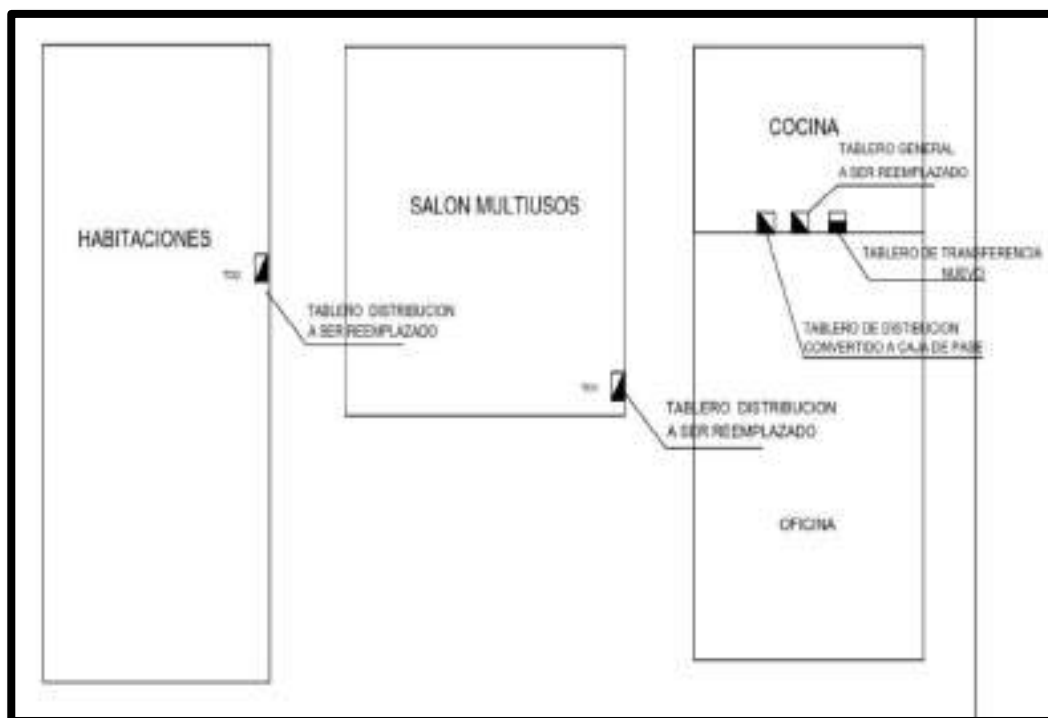 COCINA
TABLERO GENERAL
A SER REEMPLAZADO
SALON MULTIUSOS
HABITACIONES
TABLERO DE TRANSFERENCIA
NUEVO
TABLERO DISTRIBUCION
A SER REEMPLAZADO
TABLERO DE DISTIBUCION
CONVERTIDO A CAJA DE PASE
TABLERO DISTRIBUCION
A SER REEMPLAZADO
OFICINA